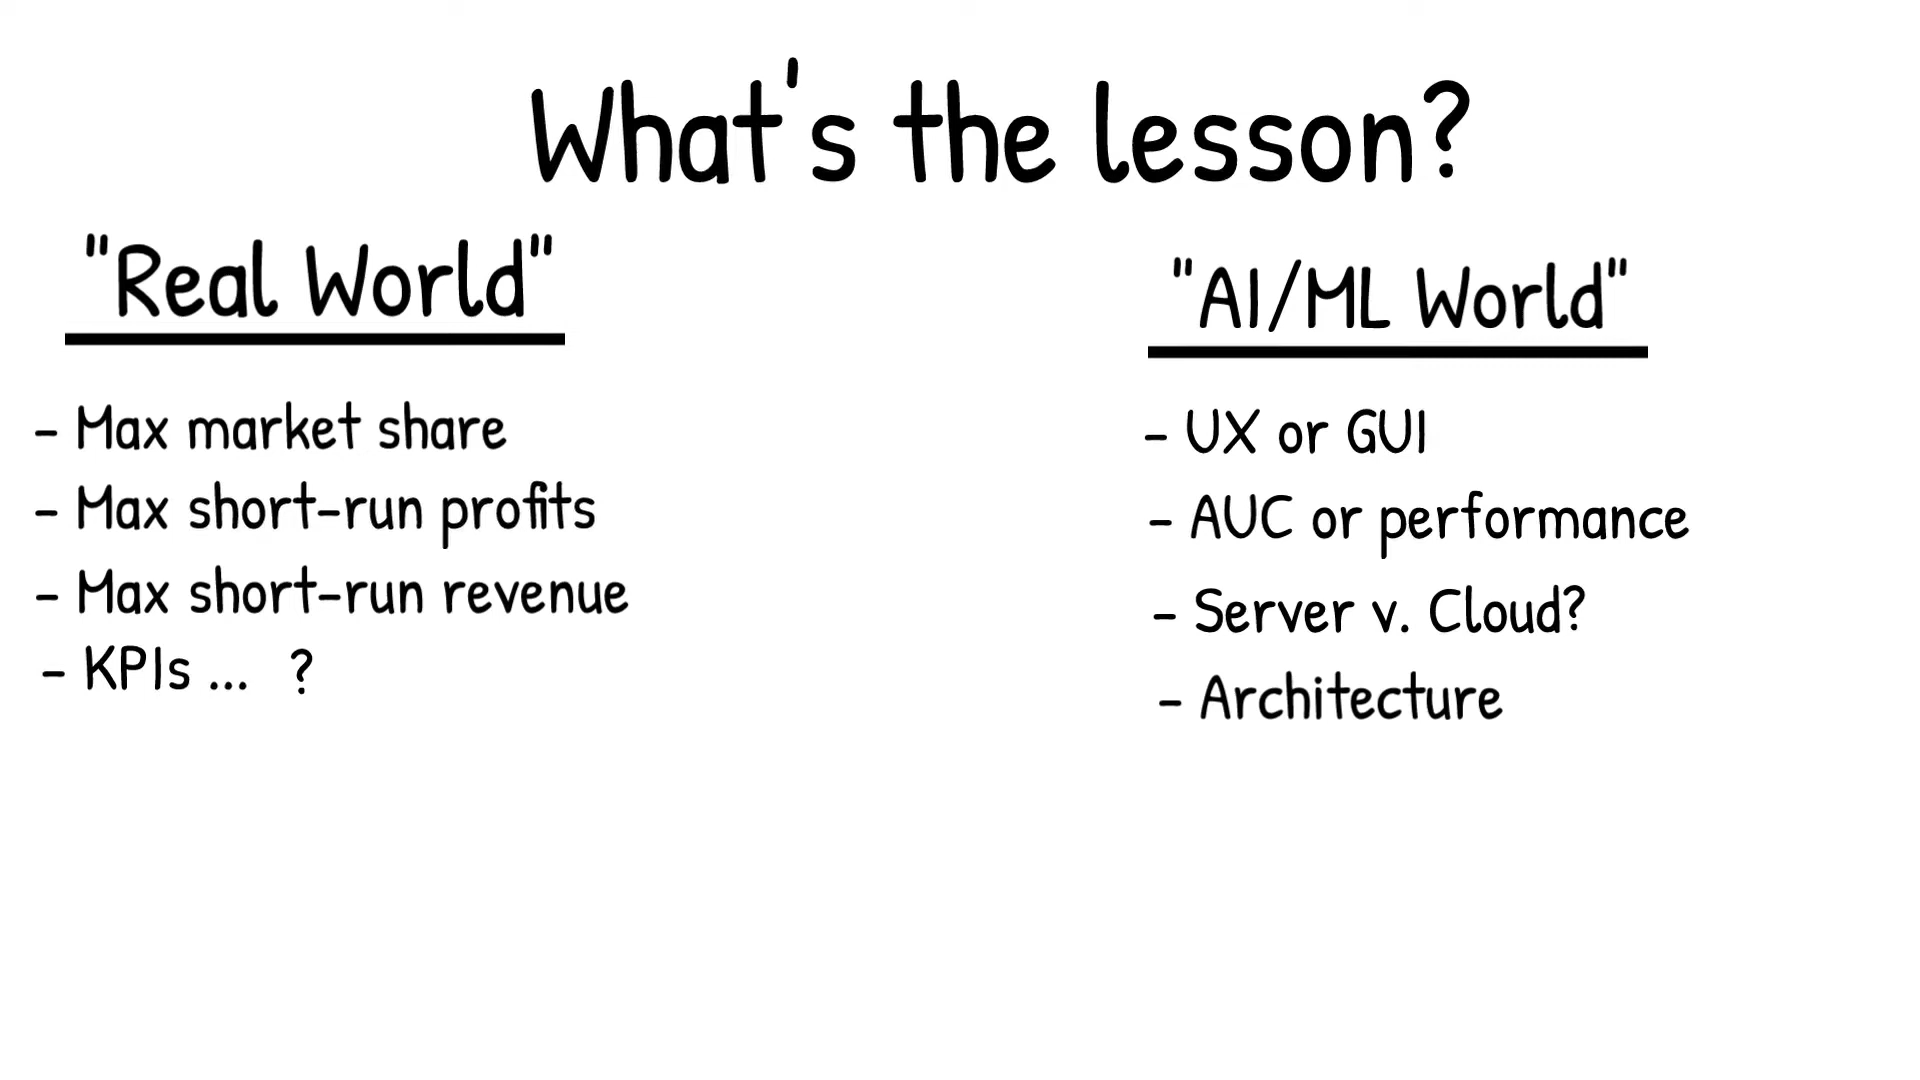 What's the lesson?
"Real World"
- Max market share
- Max short-run profits
- Max short-run revenue
- KPIs ... ?
"AI/ML World"
- UX or GUI
- AUC or performance
- Server v. Cloud?
- Architecture